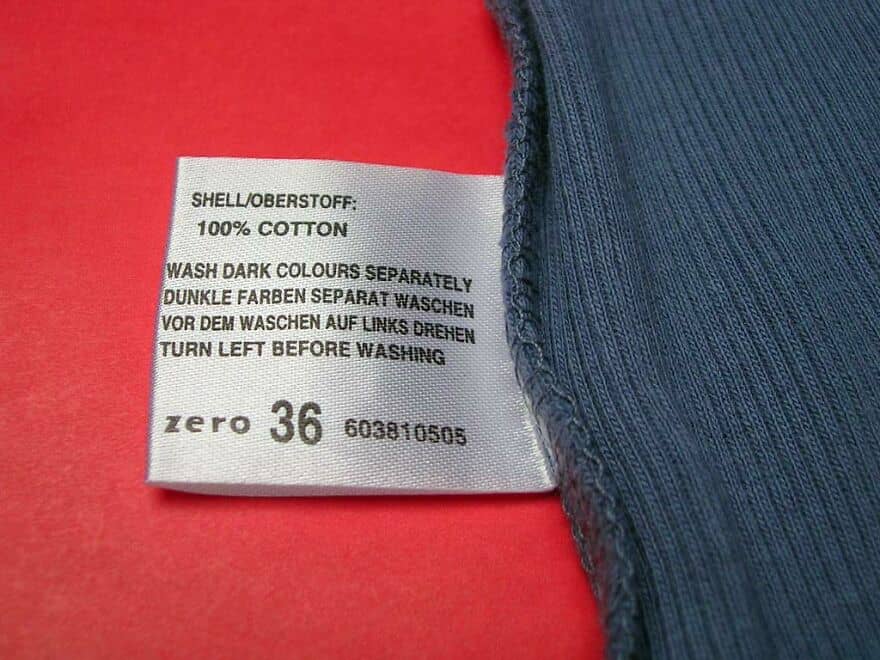 SHELL/OBERSTOFF:
100% COTTON
WASH DARK COLOURS SEPARATELY
DUNKLE FARBEN SEPARAT WASCHEN
VOR DEM WASCHEN AUF LINKS DREHEN
TURN LEFT BEFORE WASHING
zero 36 603810505